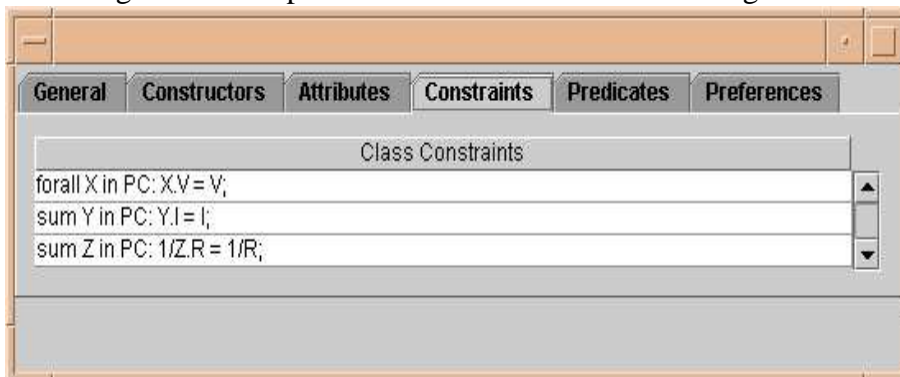 General Constructors Attributes Constraints Predicates Preferences
Class Constraints
forall X in PC: X.V = V;
sum Y in PC: Y.I = I;
sum Z in PC: 1/Z.R = 1/R;